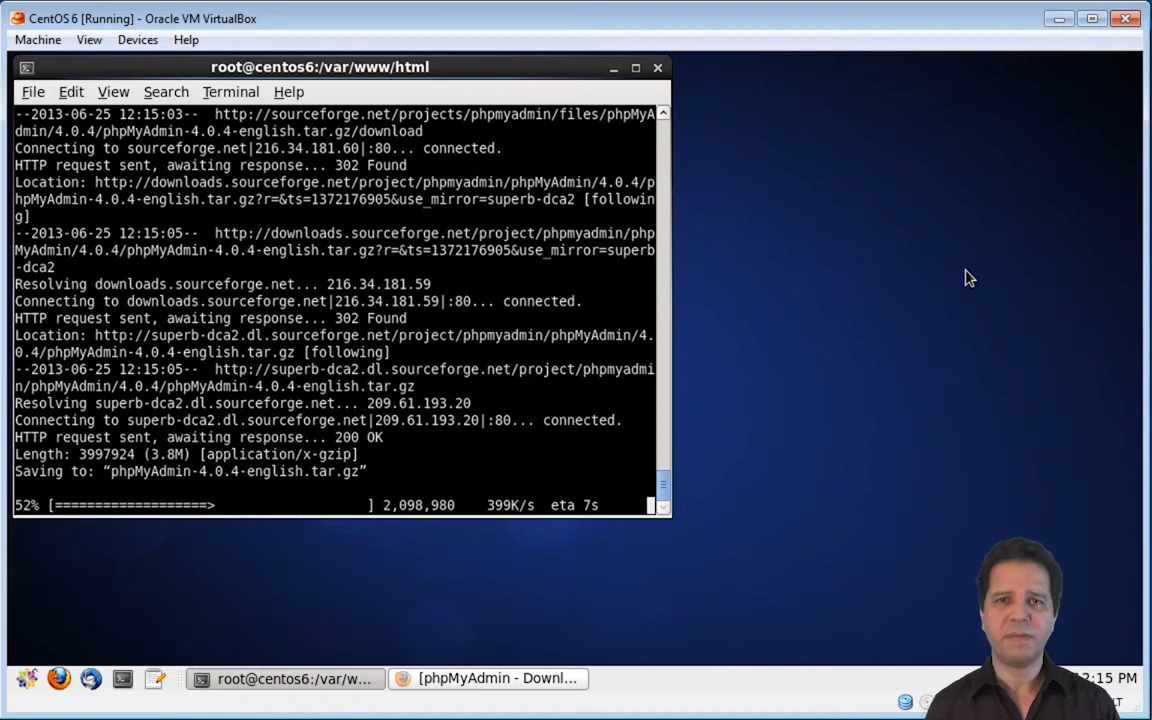 CentOS 6 [Running] - Oracle VM VirtualBox
Machine View Devices Help
root@centos6:/var/www/html
File Edit View Search Terminal Help
--2013-06-25 12:15:03-- http://sourceforge.net/projects/phpmyadmin/files/phpMyA
dmin/4.0.4/phpMyAdmin-4.0.4-english.tar.gz/download
Connecting to sourceforge.net|216.34.181.60|:80... connected.
HTTP request sent, awaiting response... 302 Found
Location: http://downloads.sourceforge.net/project/phpmyadmin/phpMyAdmin/4.0.4/p
hpMyAdmin-4.0.4-english.tar.gz?r=&ts=1372176905&use_mirror=superb-dca2 [followin
g]
--2013-06-25 12:15:05-- http://downloads.sourceforge.net/project/phpmyadmin/php
MyAdmin/4.0.4/phpMyAdmin-4.0.4-english.tar.gz?r=&ts=1372176905&use_mirror=superb
-dca2
Resolving downloads.sourceforge.net... 216.34.181.59
Connecting to downloads.sourceforge.net|216.34.181.59|:80... connected.
HTTP request sent, awaiting response... 302 Found
Location: http://superb-dca2.dl.sourceforge.net/project/phpmyadmin/phpMyAdmin/4.
0.4/phpMyAdmin-4.0.4-english.tar.gz [following]
--2013-06-25 12:15:05-- http://superb-dca2.dl.sourceforge.net/project/phpmyadmi
n/phpMyAdmin/4.0.4/phpMyAdmin-4.0.4-english.tar.gz
Resolving superb-dca2.dl.sourceforge.net... 209.61.193.20
Connecting to superb-dca2.dl.sourceforge.net|209.61.193.20|:80... connected.
HTTP request sent, awaiting response... 200 OK
Length: 3997924 (3.8M) [application/x-gzip]
Saving to: “phpMyAdmin-4.0.4-english.tar.gz”
52% [===================> ] 2,098,980 399K/s eta 7s
root@centos6:/var/w... [phpMyAdmin - Downl... 12:15 PM